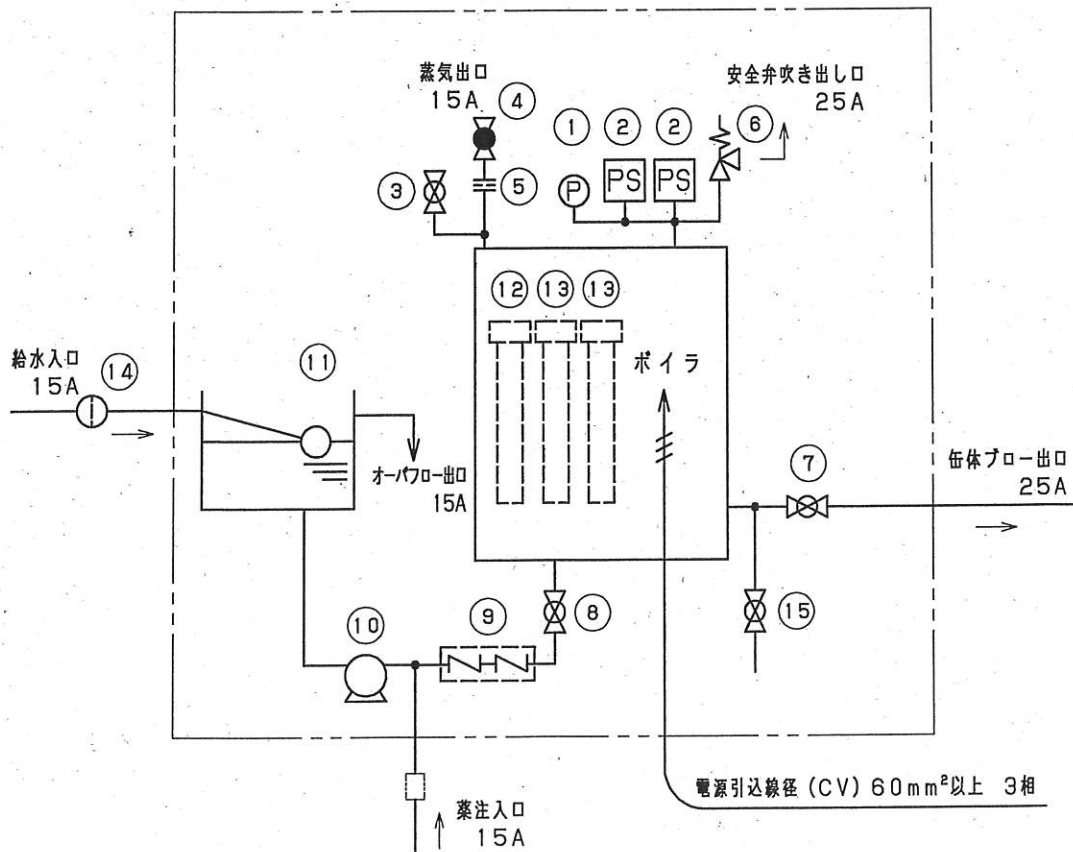 蒸気出口
15A
④
安全弁吹き出し口
25A
①
②
②
⑥
③
⑤
P
PS
PS
⑫
⑬
⑬
給水入口
15A
⑭
⑪
ボイラ
オーバフロー出口
15A
⑦
缶体ブロー出口
25A
⑩
⑨
⑧
⑮
電源引込線径 (CV) 60mm²以上 3相
薬注入口
15A